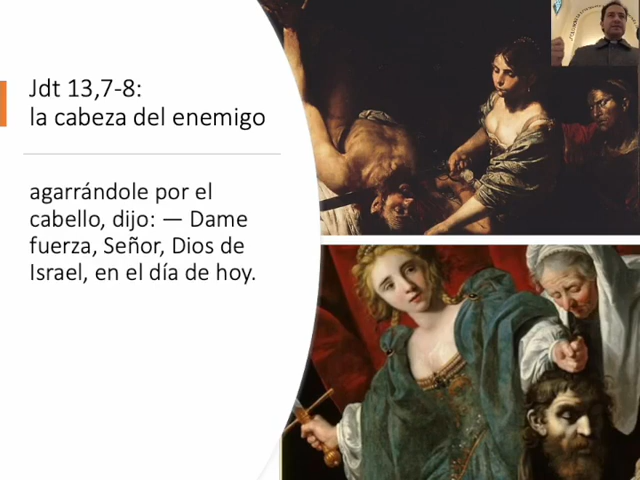 Jdt 13,7-8:
la cabeza del enemigo
agarrándole por el
cabello, dijo: — Dame
fuerza, Señor, Dios de
Israel, en el día de hoy.